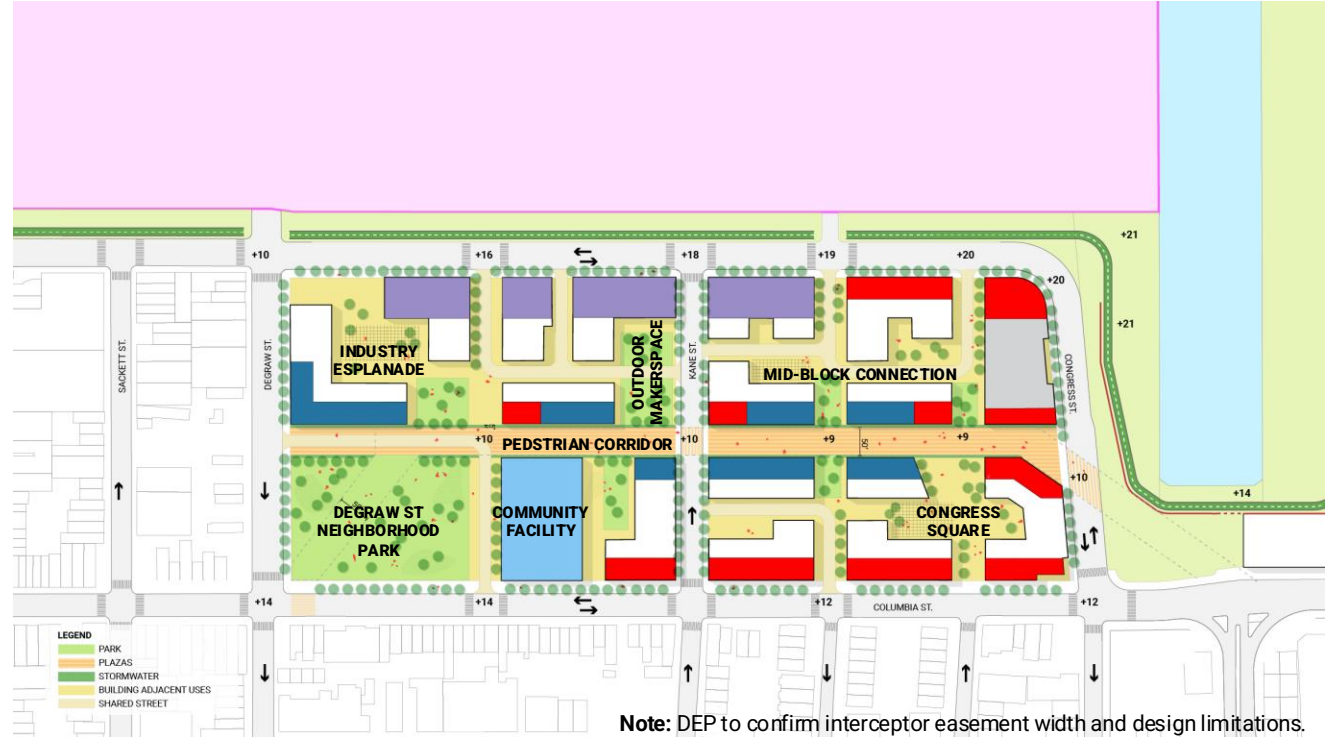 +21
+10
+16
+18
+19
+20
+20
+21
INDUSTRY
ESPLANADE
OUTDOOR
MAKERSPACE
MID-BLOCK CONNECTION
SACKETT ST.
DEGRAW ST.
KANE ST.
CONGRESS ST.
+10
PEDSTRIAN CORRIDOR
+10
+9
50'
+9
+10
+14
DEGRAW ST
NEIGHBORHOOD
PARK
COMMUNITY
FACILITY
CONGRESS
SQUARE
+14
+14
+12
COLUMBIA ST.
+12
LEGEND
PARK
PLAZAS
STORMWATER
BUILDING ADJACENT USES
SHARED STREET
Note: DEP to confirm interceptor easement width and design limitations.